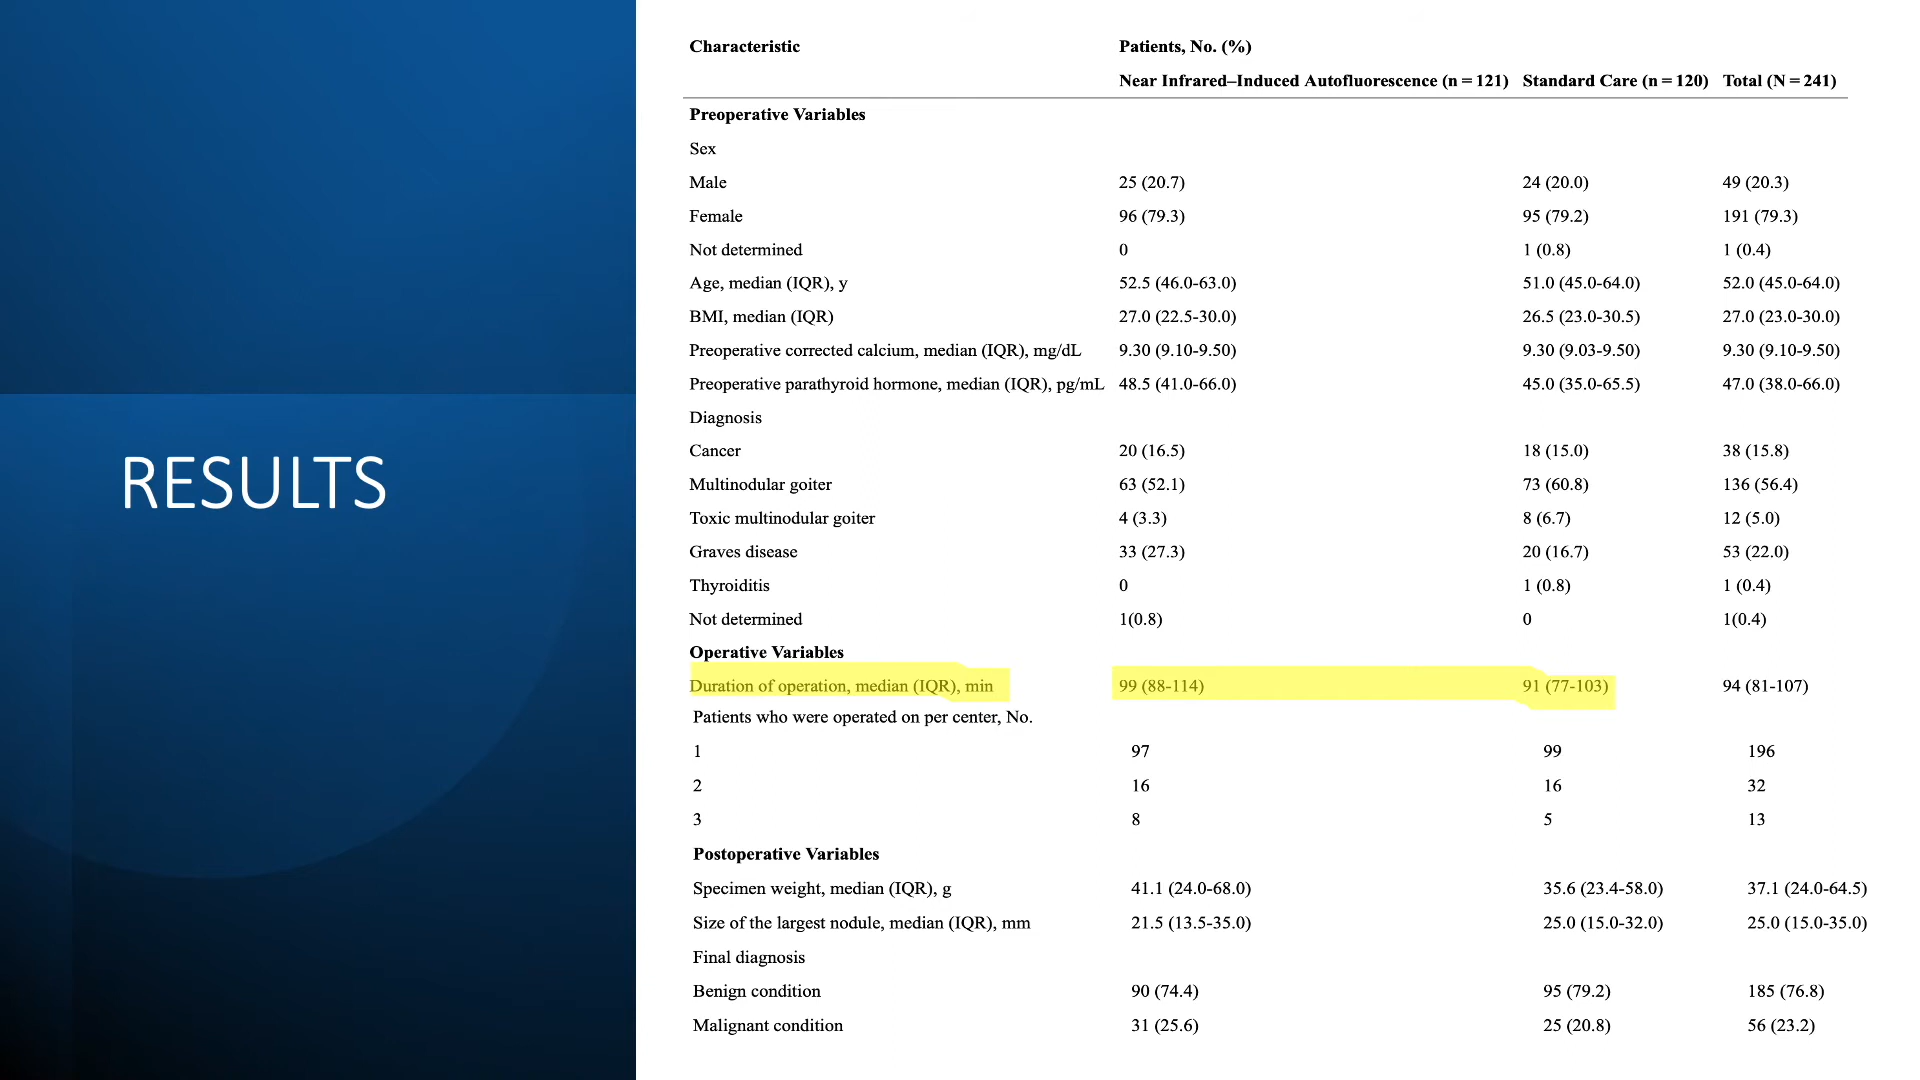 RESULTS
Characteristic Patients, No. (%)
Near Infrared–Induced Autofluorescence (n = 121) Standard Care (n = 120) Total (N = 241)
Preoperative Variables
Sex
Male 25 (20.7) 24 (20.0) 49 (20.3)
Female 96 (79.3) 95 (79.2) 191 (79.3)
Not determined 0 1 (0.8) 1 (0.4)
Age, median (IQR), y 52.5 (46.0-63.0) 51.0 (45.0-64.0) 52.0 (45.0-64.0)
BMI, median (IQR) 27.0 (22.5-30.0) 26.5 (23.0-30.5) 27.0 (23.0-30.0)
Preoperative corrected calcium, median (IQR), mg/dL 9.30 (9.10-9.50) 9.30 (9.03-9.50) 9.30 (9.10-9.50)
Preoperative parathyroid hormone, median (IQR), pg/mL 48.5 (41.0-66.0) 45.0 (35.0-65.5) 47.0 (38.0-66.0)
Diagnosis
Cancer 20 (16.5) 18 (15.0) 38 (15.8)
Multinodular goiter 63 (52.1) 73 (60.8) 136 (56.4)
Toxic multinodular goiter 4 (3.3) 8 (6.7) 12 (5.0)
Graves disease 33 (27.3) 20 (16.7) 53 (22.0)
Thyroiditis 0 1 (0.8) 1 (0.4)
Not determined 1(0.8) 0 1(0.4)
Operative Variables
Duration of operation, median (IQR), min 99 (88-114) 91 (77-103) 94 (81-107)
Patients who were operated on per center, No.
1 97 99 196
2 16 16 32
3 8 5 13
Postoperative Variables
Specimen weight, median (IQR), g 41.1 (24.0-68.0) 35.6 (23.4-58.0) 37.1 (24.0-64.5)
Size of the largest nodule, median (IQR), mm 21.5 (13.5-35.0) 25.0 (15.0-32.0) 25.0 (15.0-35.0)
Final diagnosis
Benign condition 90 (74.4) 95 (79.2) 185 (76.8)
Malignant condition 31 (25.6) 25 (20.8) 56 (23.2)